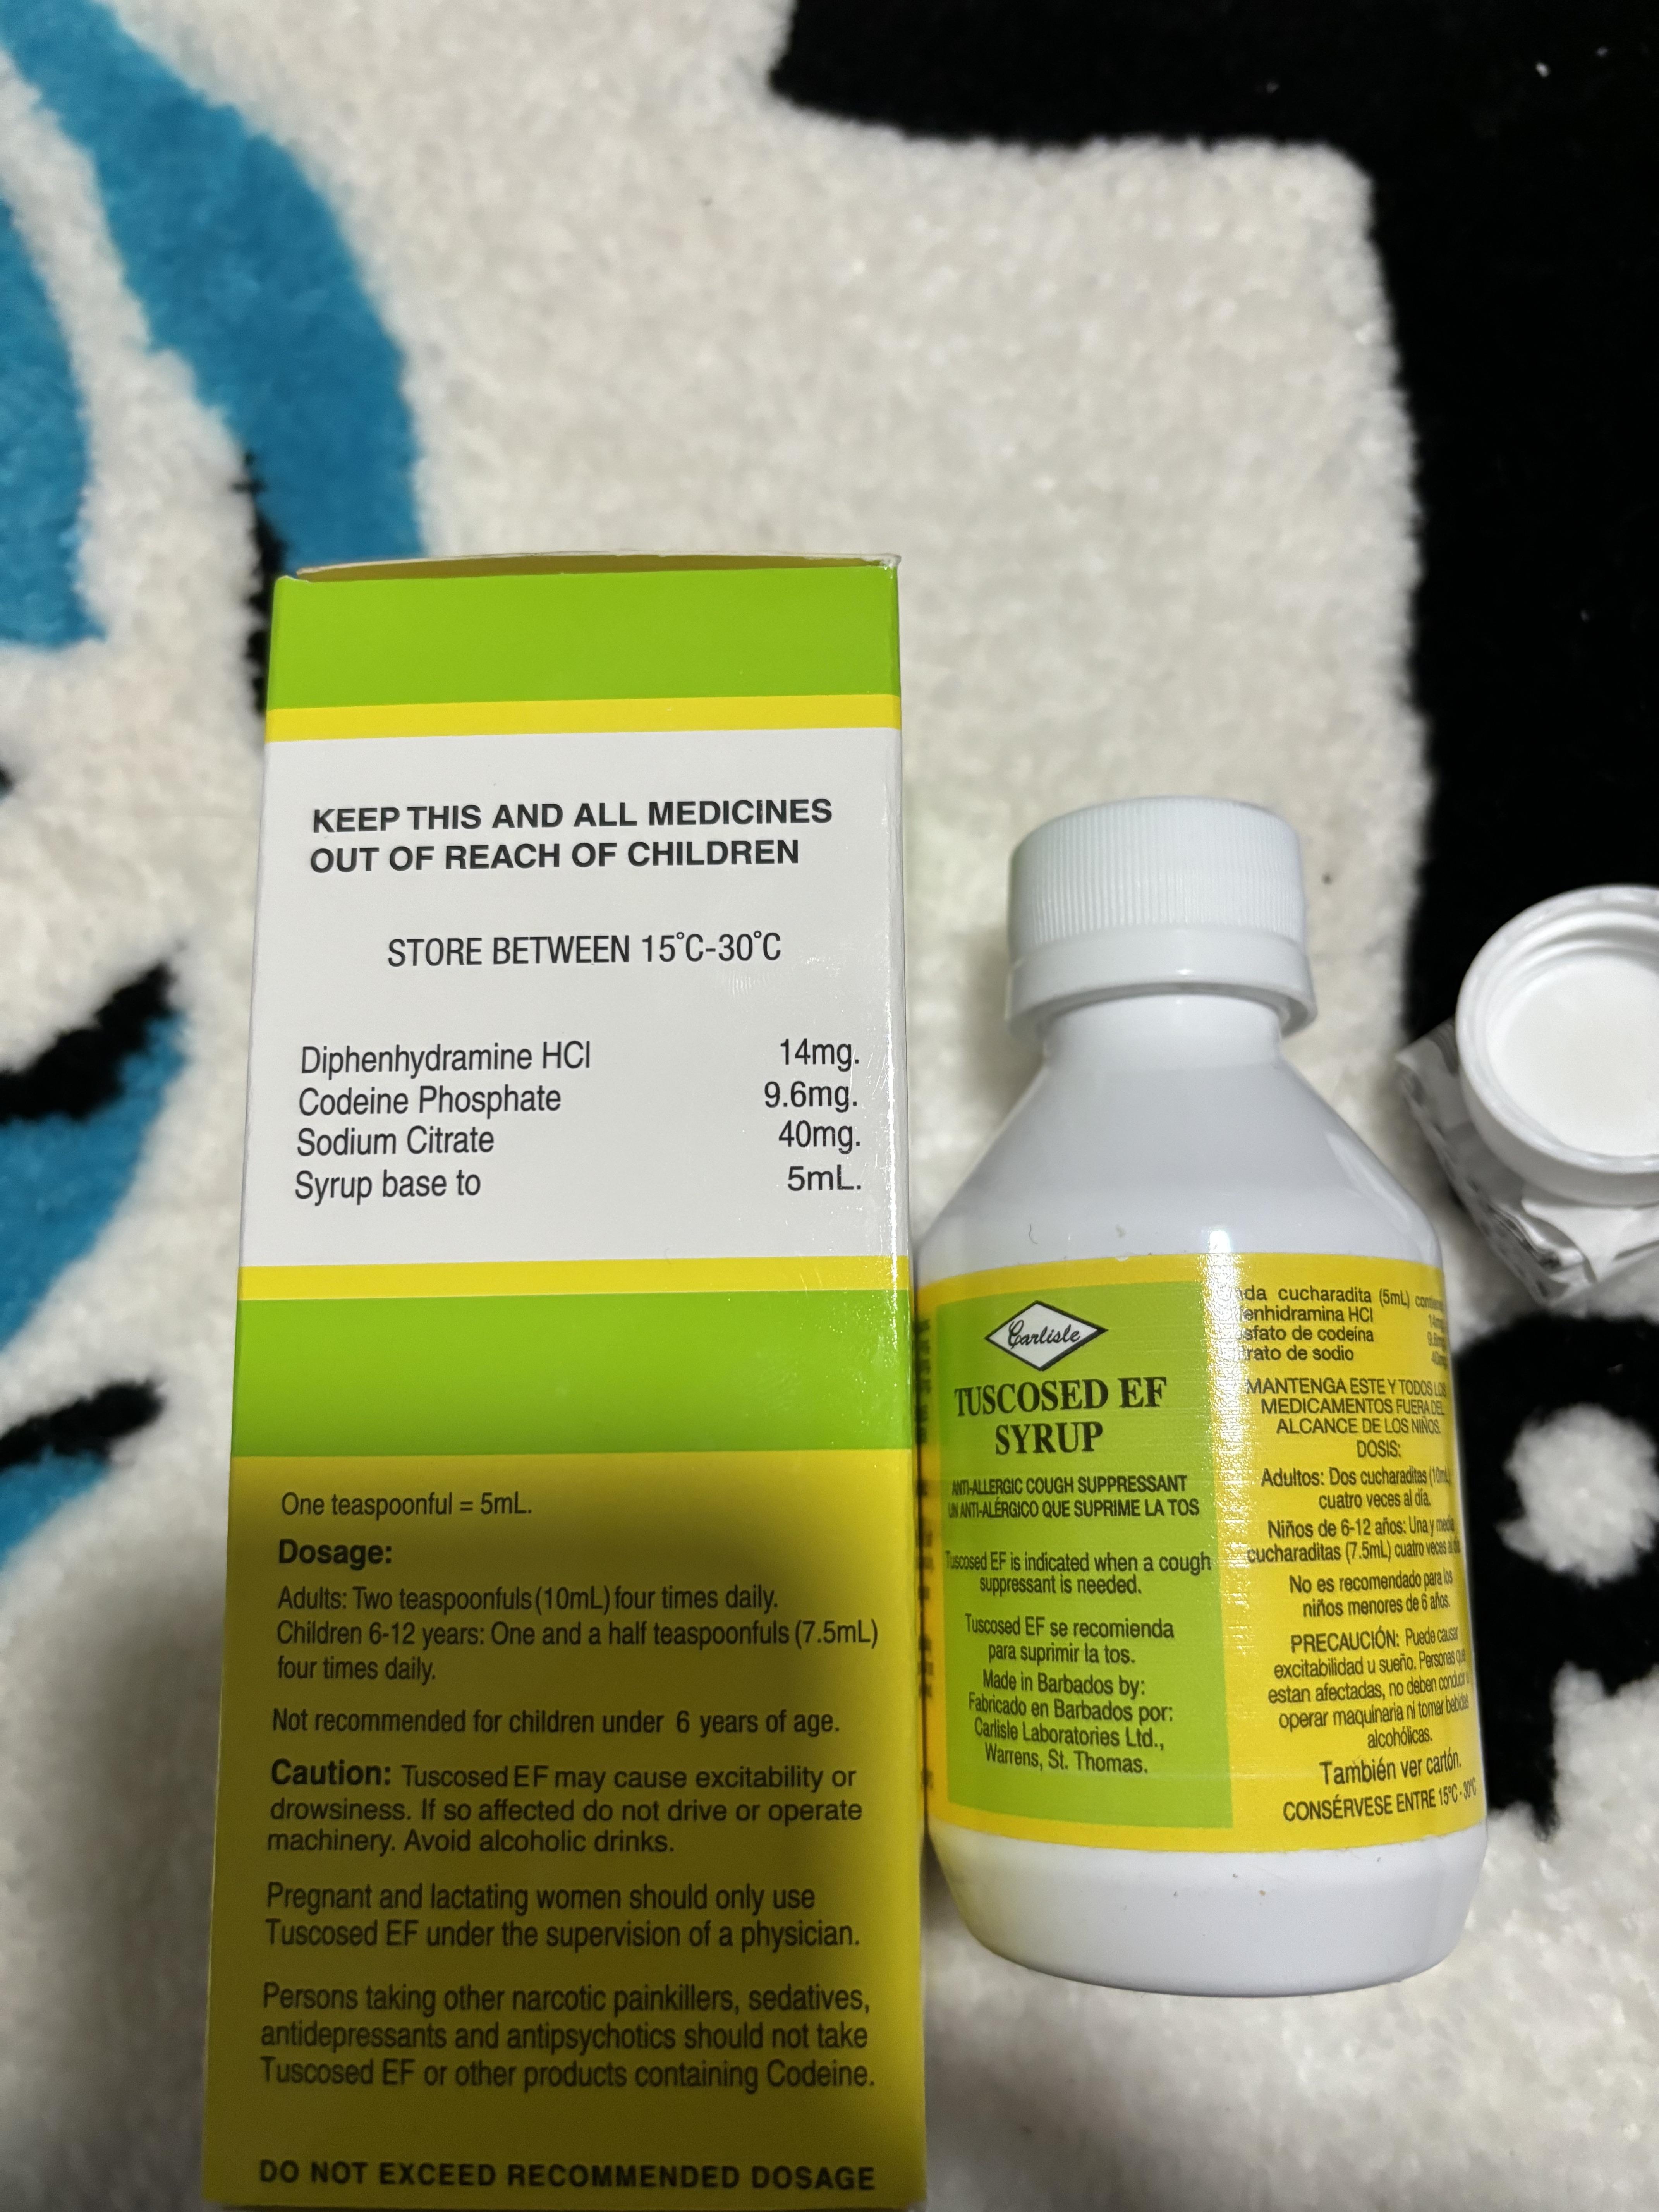 KEEP THIS AND ALL MEDICINES
OUT OF REACH OF CHILDREN
STORE BETWEEN 15°C-30°C
Diphenhydramine HCl 14mg.
Codeine Phosphate 9.6mg.
Sodium Citrate 40mg.
Syrup base to 5mL.
One teaspoonful = 5mL.
Dosage:
Adults: Two teaspoonfuls (10mL) four times daily.
Children 6-12 years: One and a half teaspoonfuls (7.5mL)
four times daily.
Not recommended for children under 6 years of age.
Caution: Tuscosed EF may cause excitability or
drowsiness. If so affected do not drive or operate
machinery. Avoid alcoholic drinks.
Pregnant and lactating women should only use
Tuscosed EF under the supervision of a physician.
Persons taking other narcotic painkillers, sedatives,
antidepressants and antipsychotics should not take
Tuscosed EF or other products containing Codeine.
DO NOT EXCEED RECOMMENDED DOSAGE
Carlisle
TUSCOSED EF
SYRUP
ANTI-ALLERGIC COUGH SUPPRESSANT
UN ANTI-ALÉRGICO QUE SUPRIME LA TOS
Tuscosed EF is indicated when a cough
suppressant is needed.
Tuscosed EF se recomienda
para suprimir la tos.
Made in Barbados by:
Fabricado en Barbados por:
Carlisle Laboratories Ltd.,
Warrens, St. Thomas.
cucharadita (5mL)
HCl
de codeína
de sodio
MANTENGA ESTE Y TODOS LOS
MEDICAMENTOS FUERA DEL
ALCANCE DE LOS NIÑOS.
DOSIS:
Adultos: Dos cucharaditas (10mL)
cuatro veces al día.
Niños de 6-12 años: Una y media
cucharaditas (7.5mL) cuatro veces al
No es recomendado para los
niños menores de 6 años.
PRECAUCIÓN: Puede causar
excitabilidad u sueño. Personas que
estan afectadas, no deben conducir u
operar maquinaria ni tomar bebidas
alcohólicas.
También ver cartón.
CONSÉRVESE ENTRE 15°C - 30°C